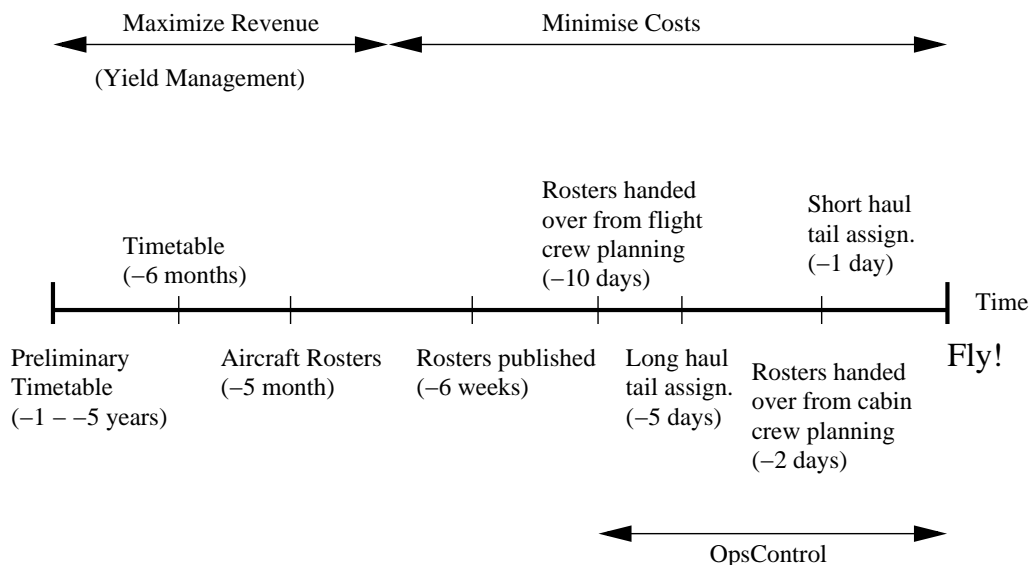 Maximize Revenue
Minimise Costs
(Yield Management)
Rosters handed
over from flight
crew planning
(−10 days)
Short haul
tail assign.
(−1 day)
Timetable
(−6 months)
Time
Preliminary
Timetable
(−1 − −5 years)
Aircraft Rosters
(−5 month)
Rosters published
(−6 weeks)
Long haul
tail assign.
(−5 days)
Rosters handed
over from cabin
crew planning
(−2 days)
Fly!
OpsControl